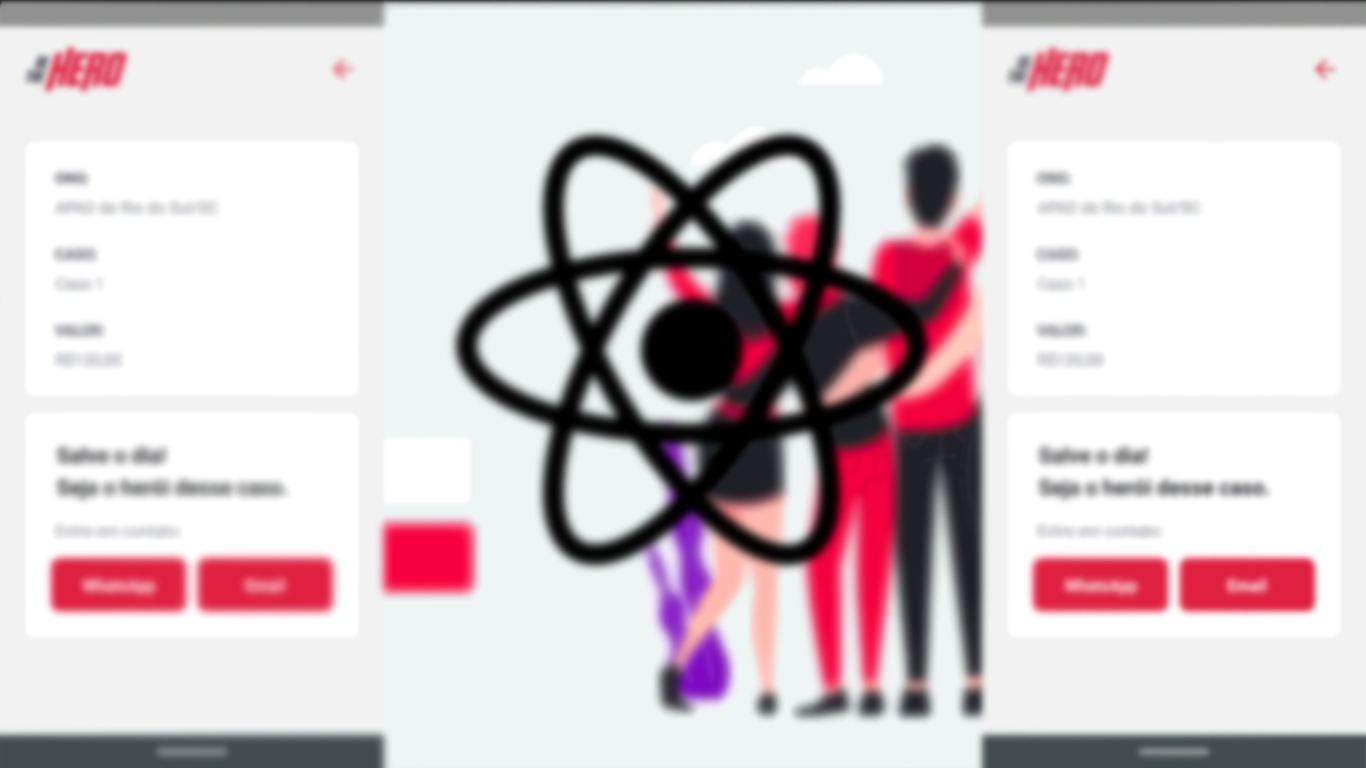 Be The
HERO
ONG:
APAD de Rio do Sul/SC
CASO:
Caso 1
VALOR:
R$120,00
Salve o dia!
Seja o herói desse caso.
Entre em contato:
WhatsApp
Email
HERO
ONG:
APAD de Rio do Sul/SC
CASO:
Caso 1
VALOR:
R$120,00
Salve o dia!
Seja o herói desse caso.
Entre em contato:
WhatsApp
Email